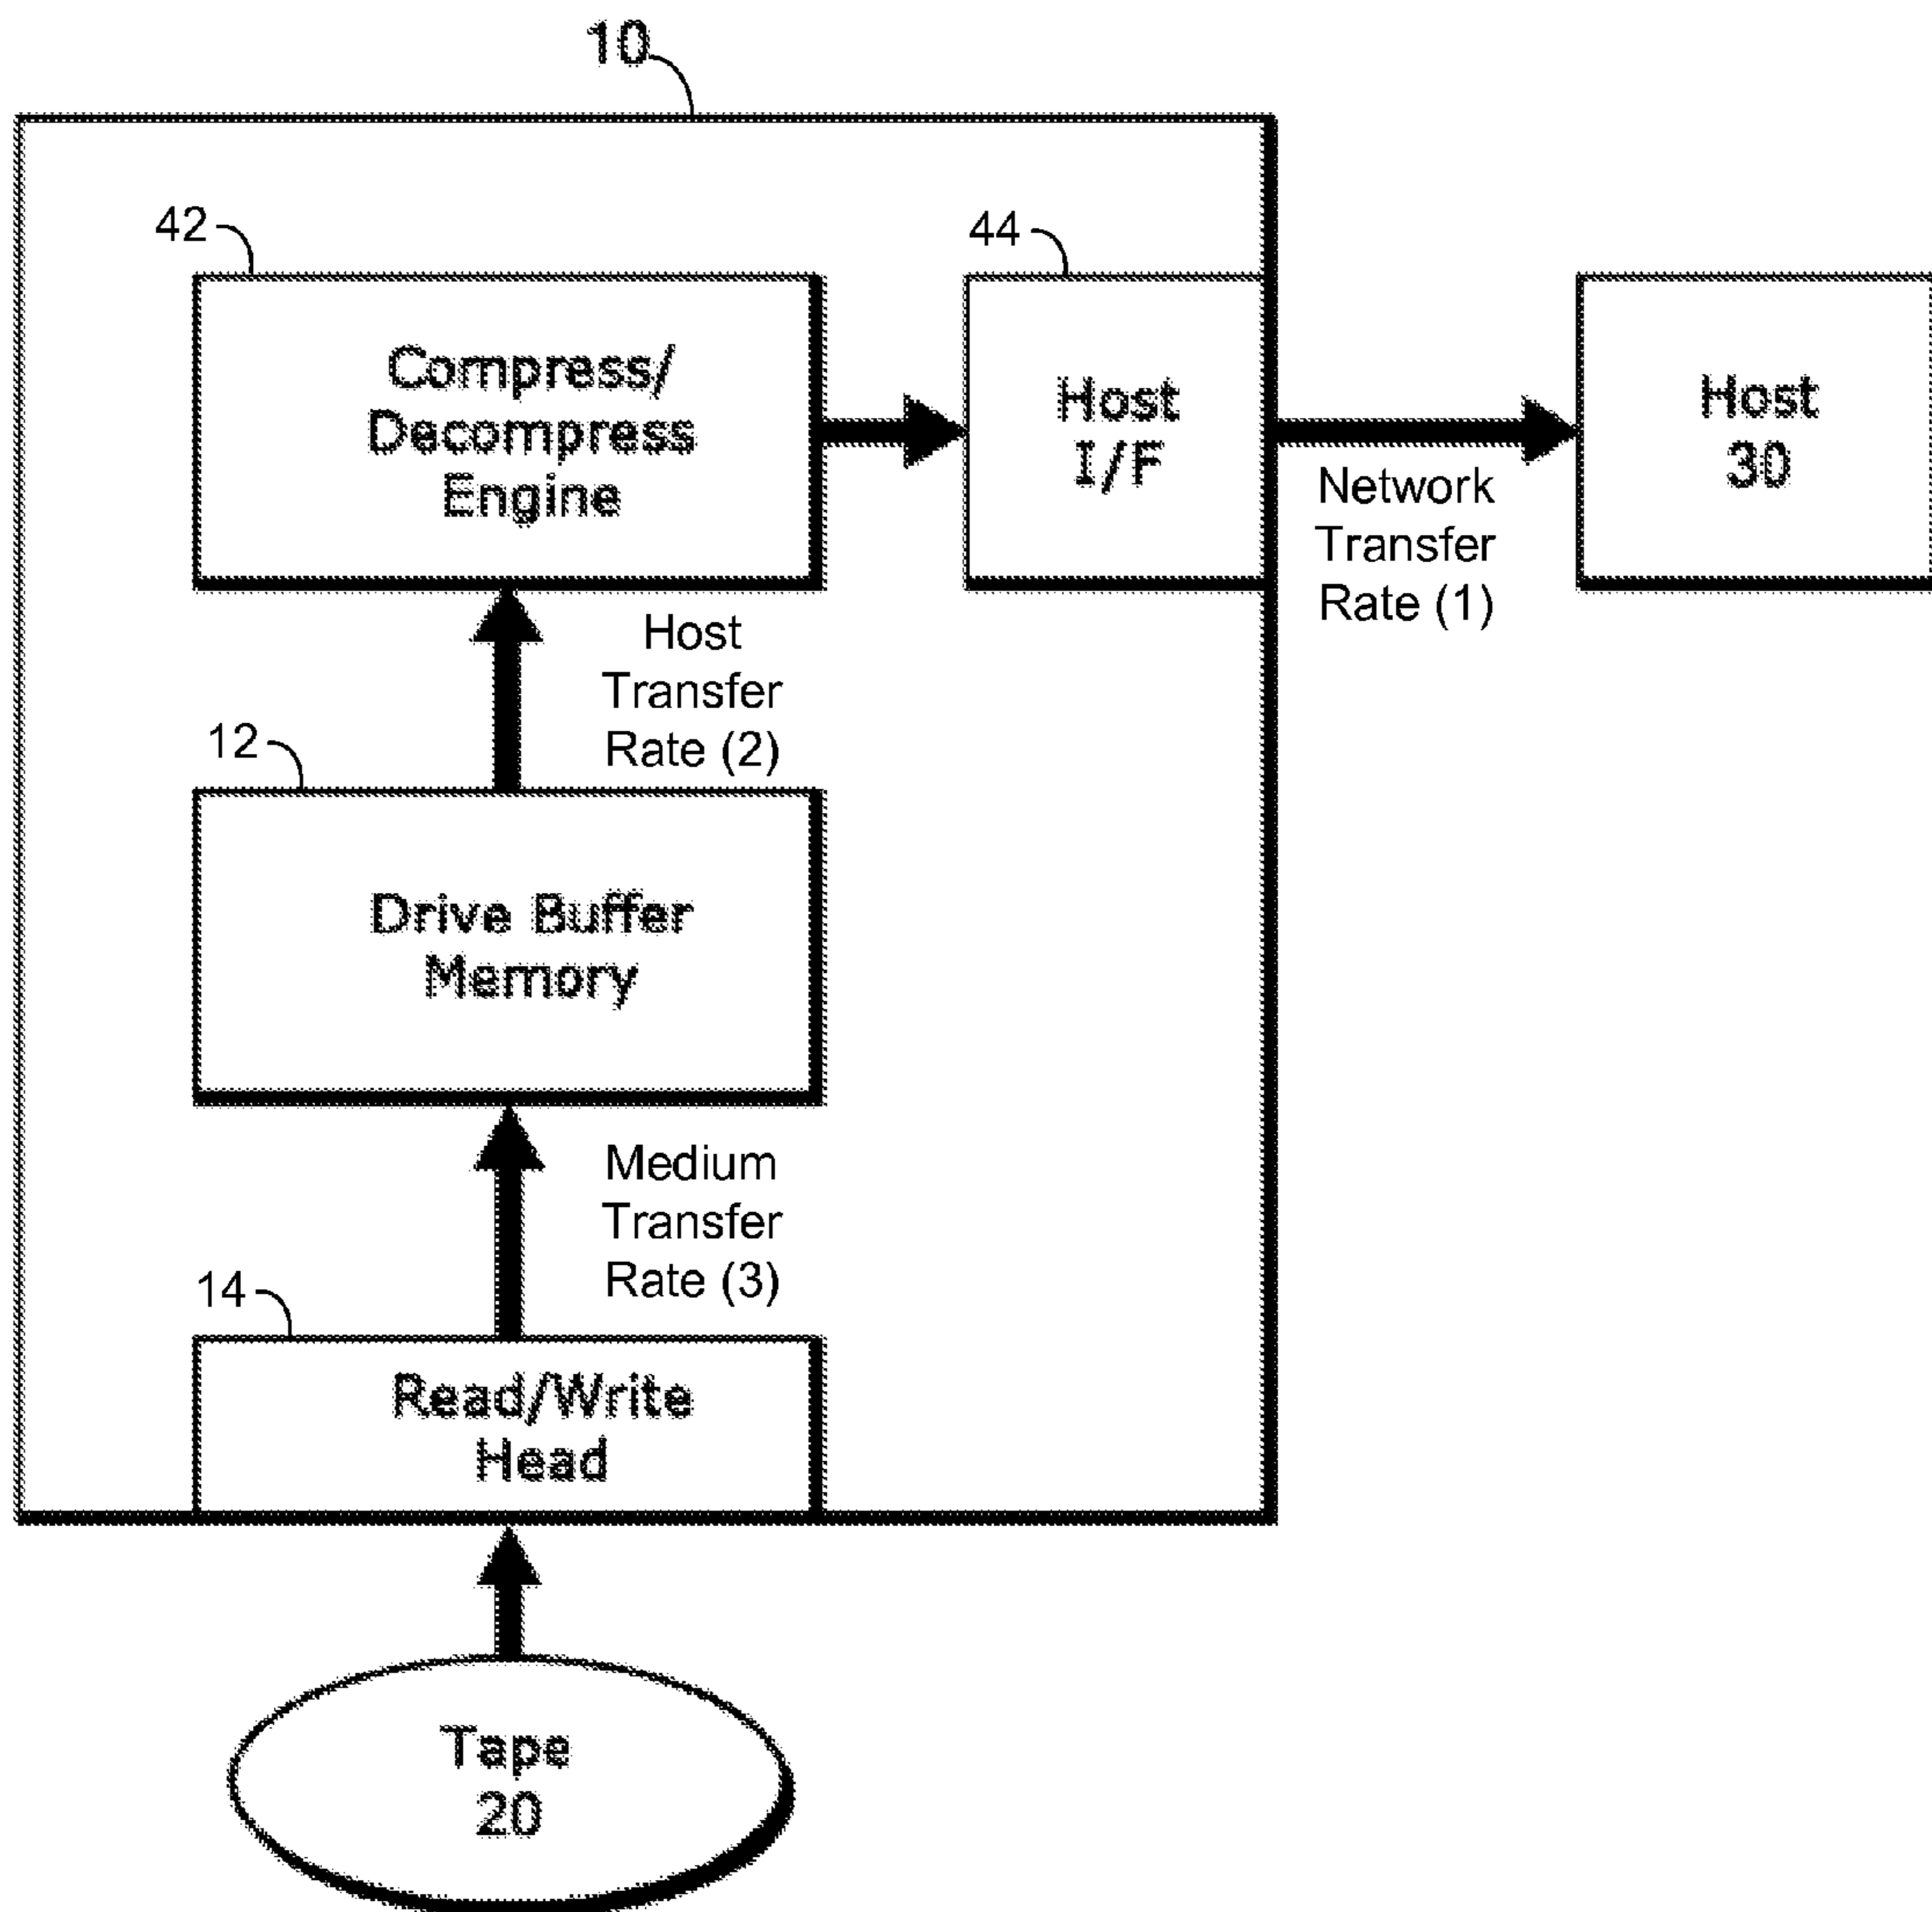 10
42
44
Compress/
Decompress
Engine
Host
I/F
Host
30
Network
Transfer
Rate (1)
Host
Transfer
Rate (2)
12
Drive Buffer
Memory
Medium
Transfer
Rate (3)
14
Read/Write
Head
Tape
20